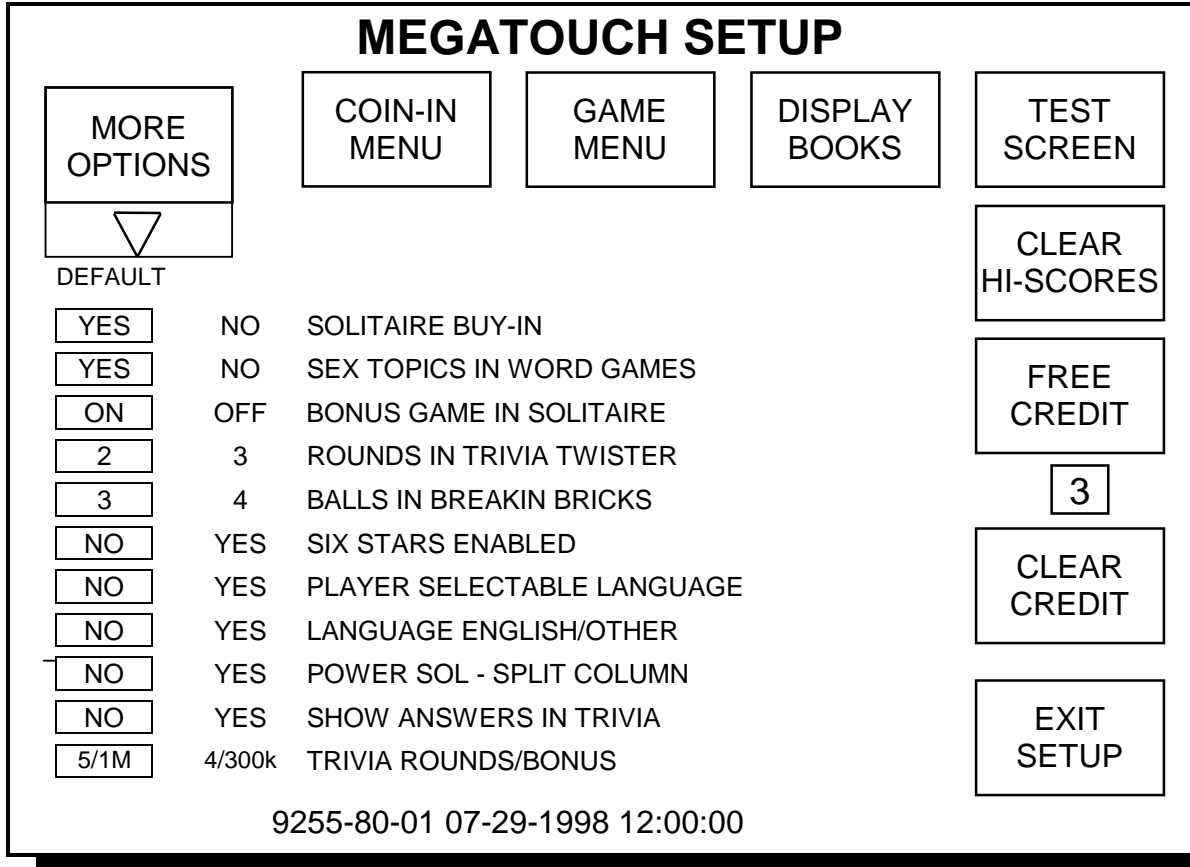 MEGATOUCH SETUP
MORE
OPTIONS
COIN-IN
MENU
GAME
MENU
DISPLAY
BOOKS
TEST
SCREEN
CLEAR
HI-SCORES
FREE
CREDIT
3
CLEAR
CREDIT
EXIT
SETUP
DEFAULT
YES NO SOLITAIRE BUY-IN
YES NO SEX TOPICS IN WORD GAMES
ON OFF BONUS GAME IN SOLITAIRE
2 3 ROUNDS IN TRIVIA TWISTER
3 4 BALLS IN BREAKIN BRICKS
NO YES SIX STARS ENABLED
NO YES PLAYER SELECTABLE LANGUAGE
NO YES LANGUAGE ENGLISH/OTHER
NO YES POWER SOL - SPLIT COLUMN
NO YES SHOW ANSWERS IN TRIVIA
5/1M 4/300k TRIVIA ROUNDS/BONUS
9255-80-01 07-29-1998 12:00:00